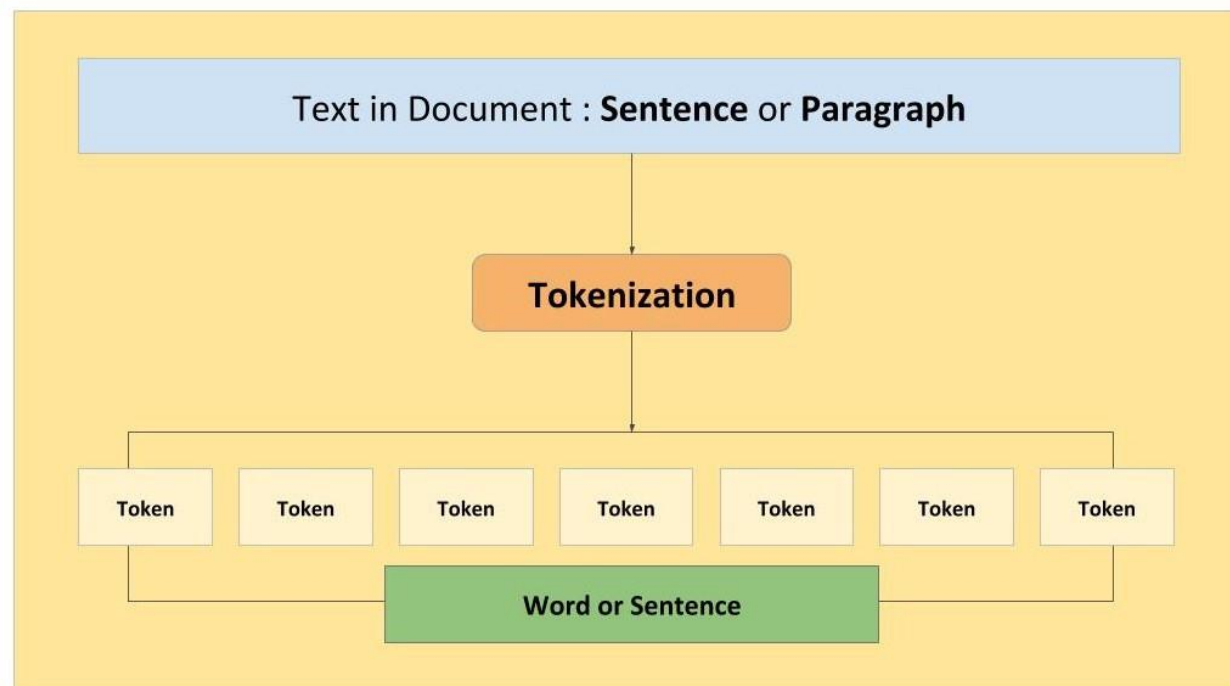 Text in Document : Sentence or Paragraph
Tokenization
Token Token Token Token Token Token Token
Word or Sentence